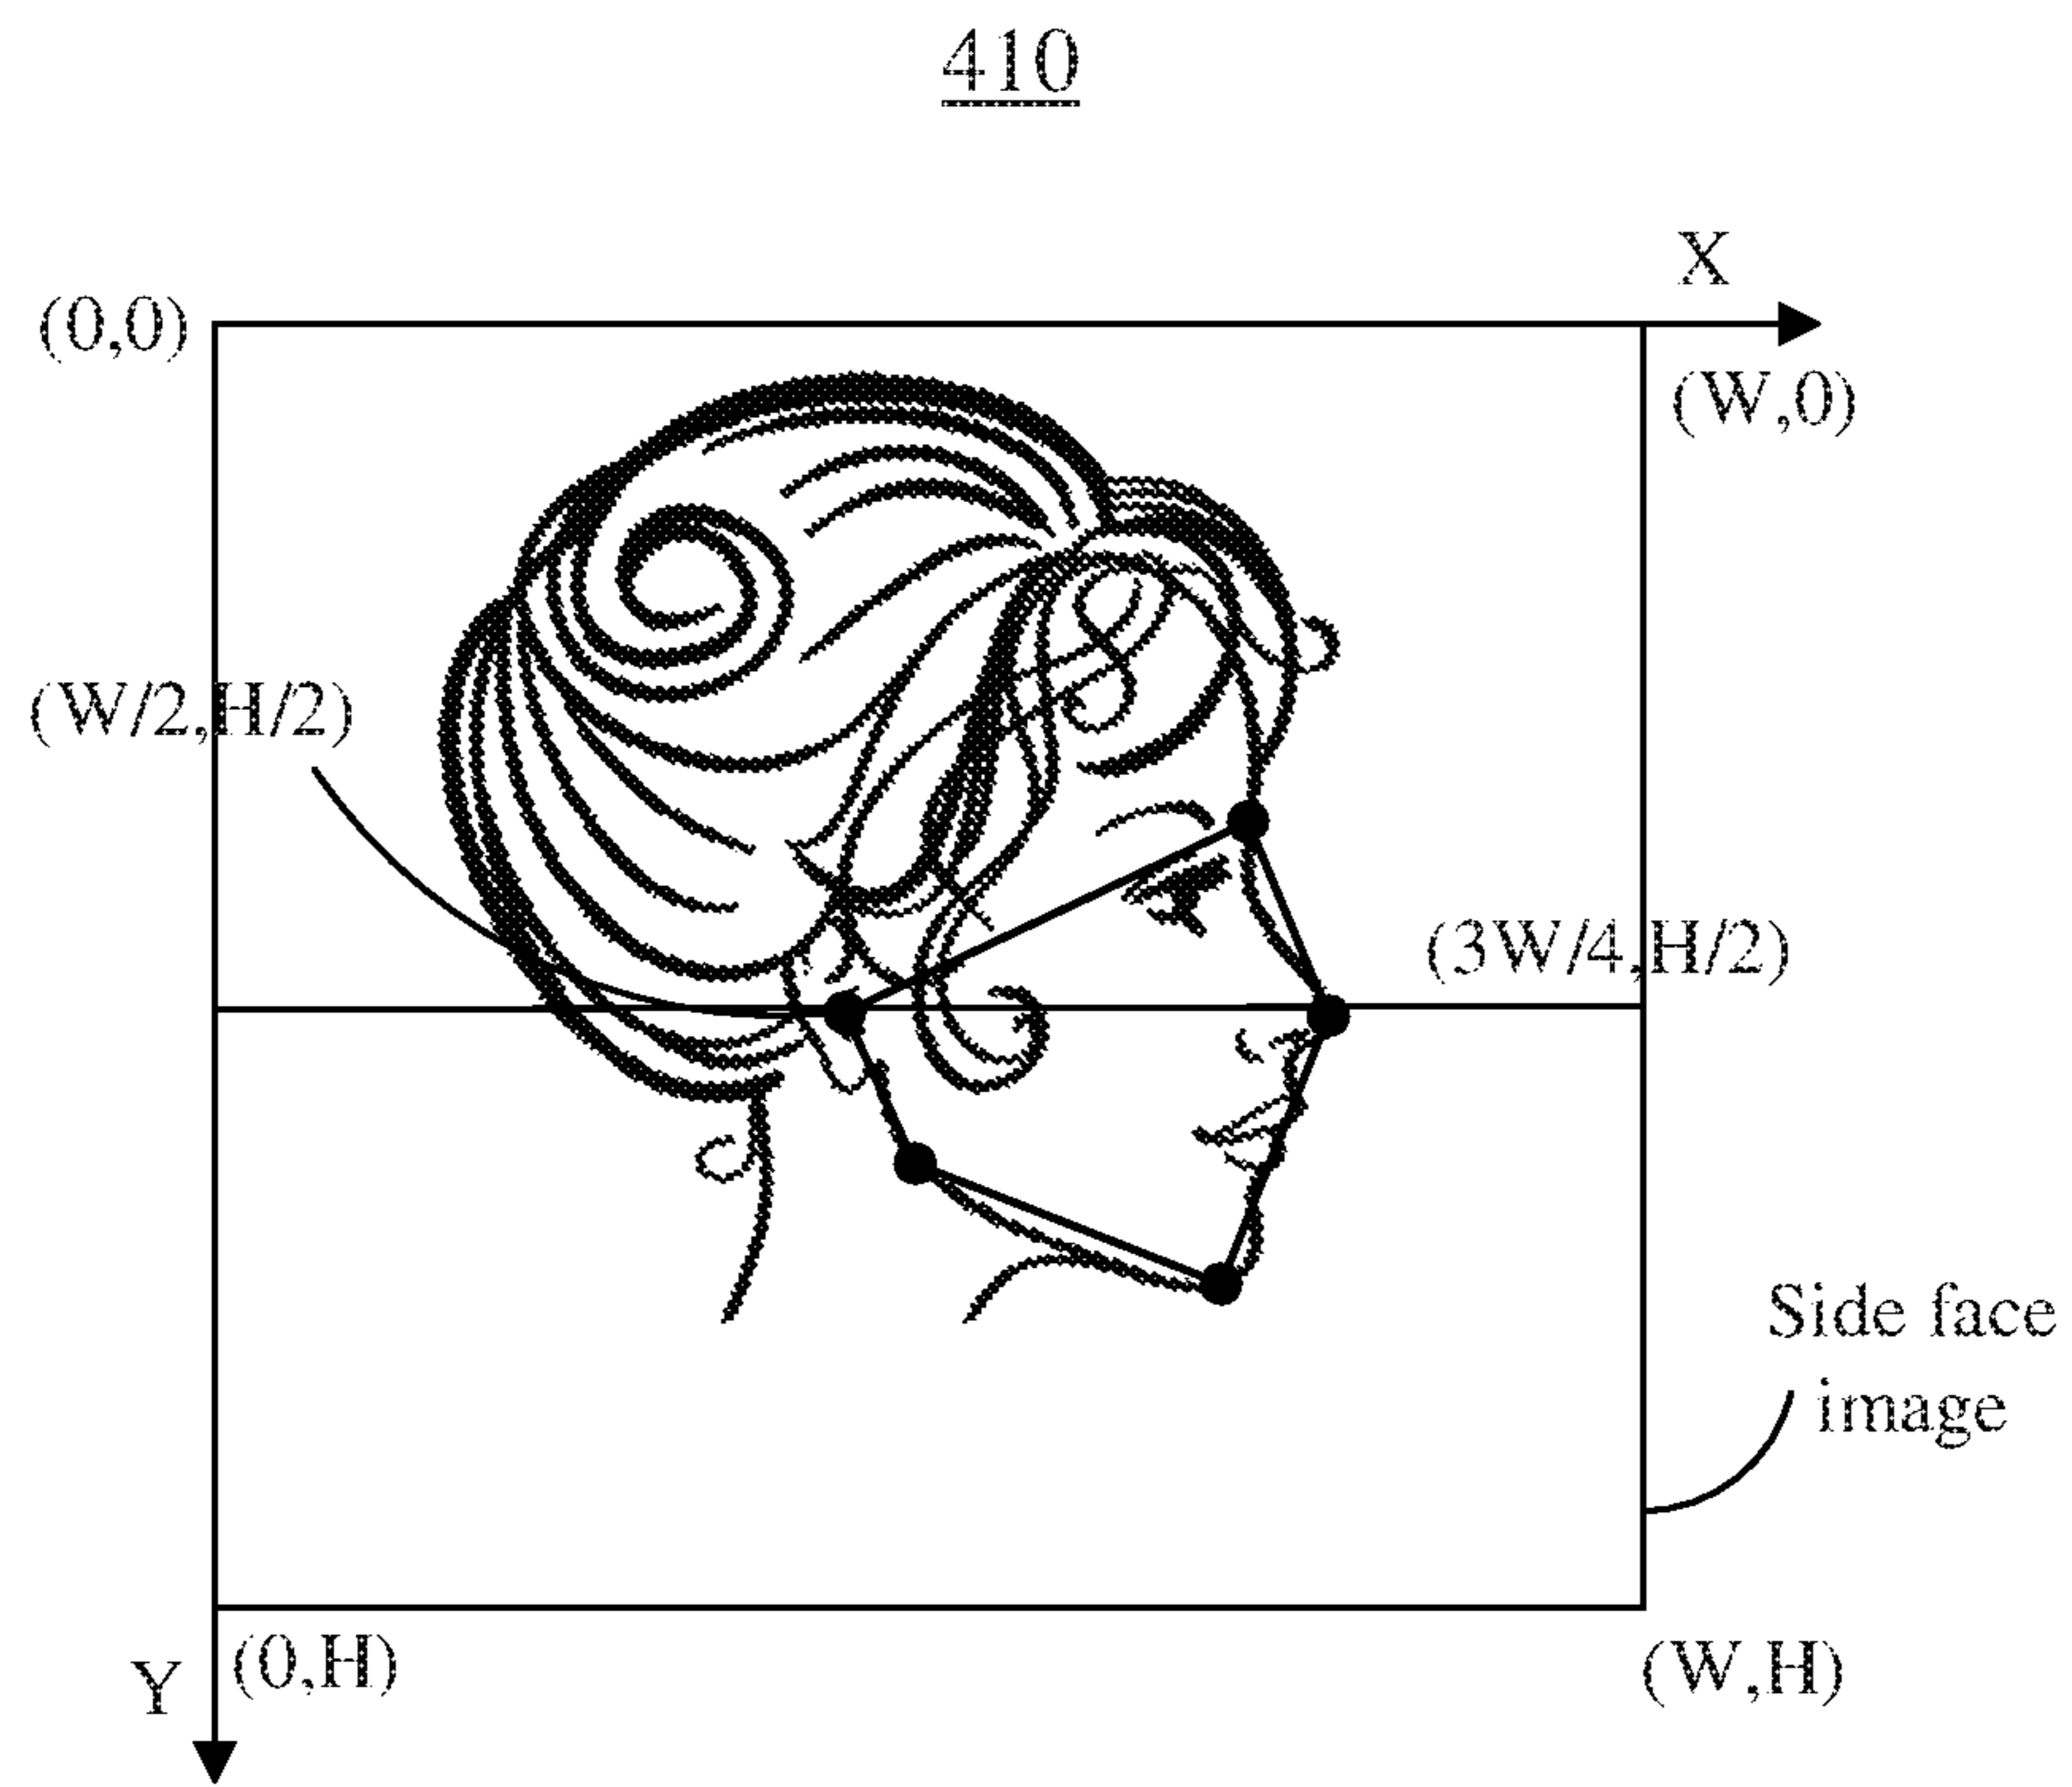 410
X
(0,0)
(W,0)
(W/2,H/2)
(3W/4,H/2)
Side face
image
Y
(0,H)
(W,H)